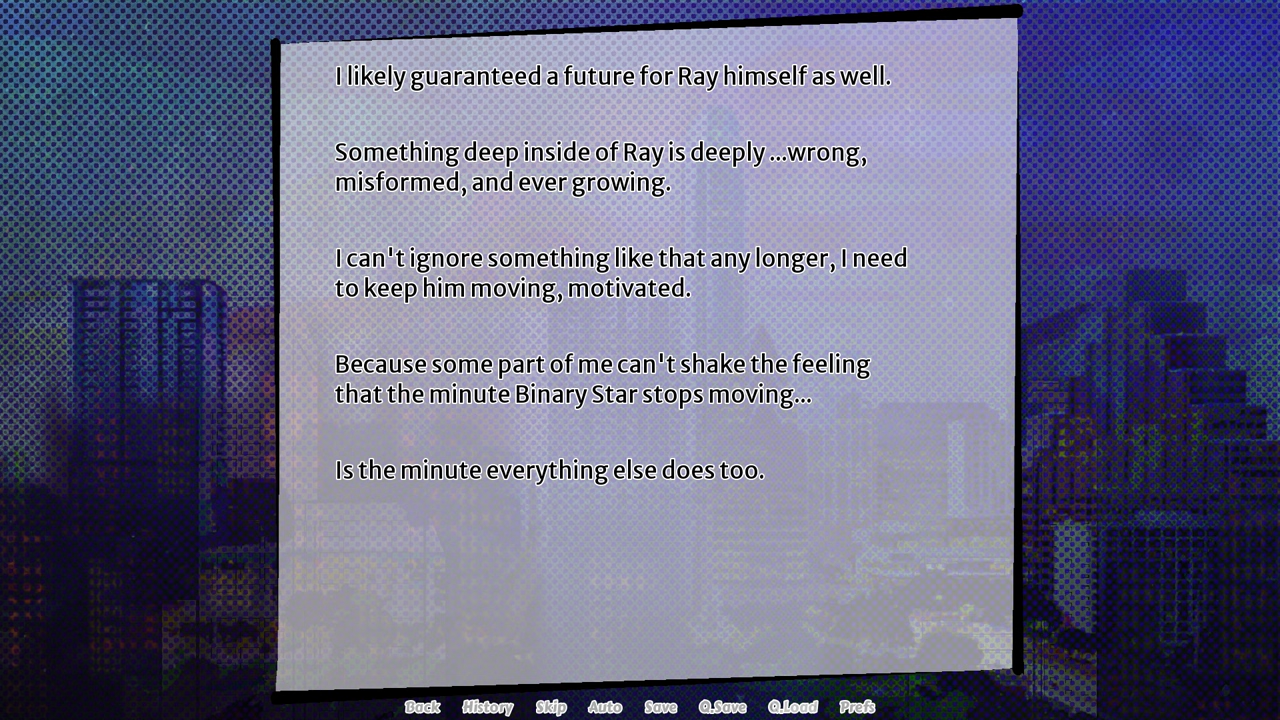 I likely guaranteed a future for Ray himself as well.
Something deep inside of Ray is deeply ...wrong,
misformed, and ever growing.
I can't ignore something like that any longer, I need
to keep him moving, motivated.
Because some part of me can't shake the feeling
that the minute Binary Star stops moving...
Is the minute everything else does too.
Back History Skip Auto Save Q.Save Q.Load Prefs